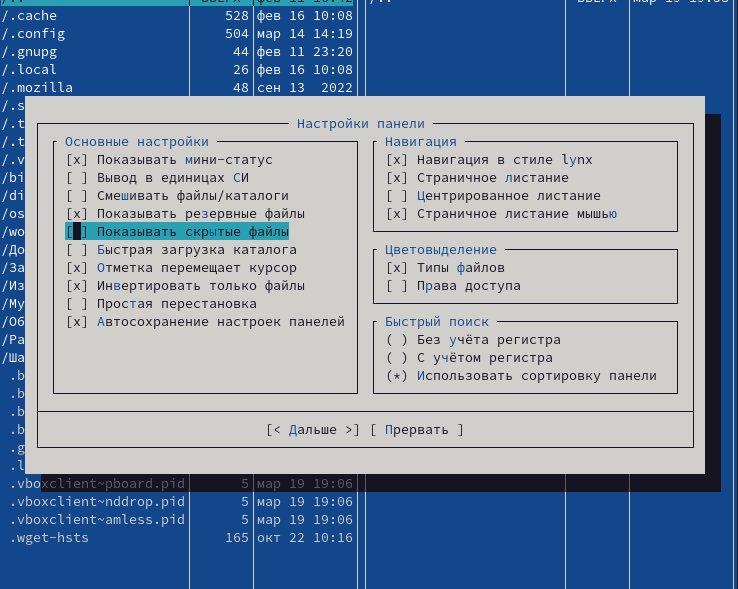 /.cache 528 фев 16 10:08
/.config 504 мар 14 14:19
/.gnupg 44 фев 11 23:20
/.local 26 фев 16 10:08
/.mozilla 48 сен 13 2022
/.s
/.t
/.t
/.v
/bi
/di
/os
/wo
/До
/За
/Из
/Му
/Об
/Ра
/Ша
.b
.b
.b
.b
.g
.l
Настройки панели
Основные настройки
[x] Показывать мини-статус
[ ] Вывод в единицах СИ
[ ] Смешивать файлы/каталоги
[x] Показывать резервные файлы
[ ] Показывать скрытые файлы
[ ] Быстрая загрузка каталога
[x] Отметка перемещает курсор
[x] Инвертировать только файлы
[ ] Простая перестановка
[x] Автосохранение настроек панелей
Навигация
[x] Навигация в стиле lynx
[x] Страничное листание
[ ] Центрированное листание
[x] Страничное листание мышью
Цветовыделение
[x] Типы файлов
[ ] Права доступа
Быстрый поиск
( ) Без учёта регистра
( ) С учётом регистра
(*) Использовать сортировку панели
[< Дальше >] [ Прервать ]
.vboxclient~pboard.pid 5 мар 19 19:06
.vboxclient~nddrop.pid 5 мар 19 19:06
.vboxclient~amless.pid 5 мар 19 19:06
.wget-hsts 165 окт 22 10:16